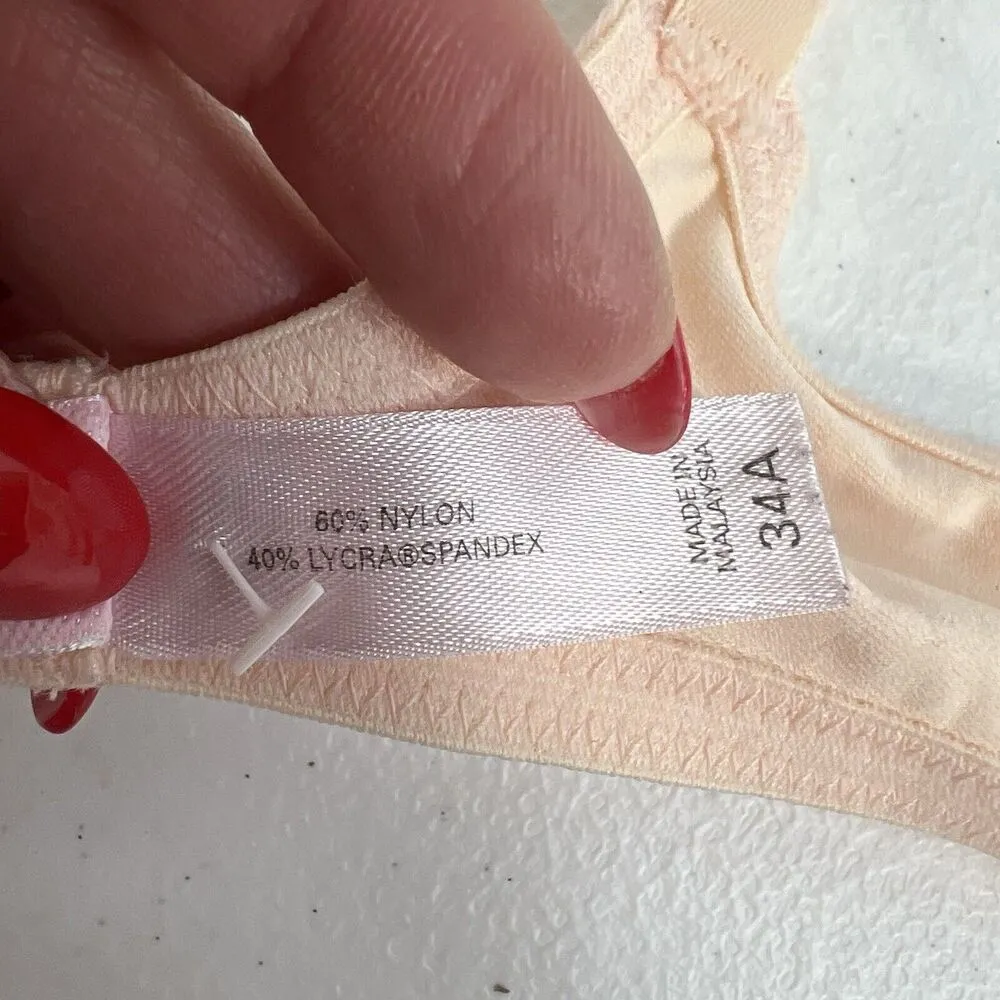 60% NYLON
40% LYCRA®SPANDEX
MADE IN
MALAYSIA
34A